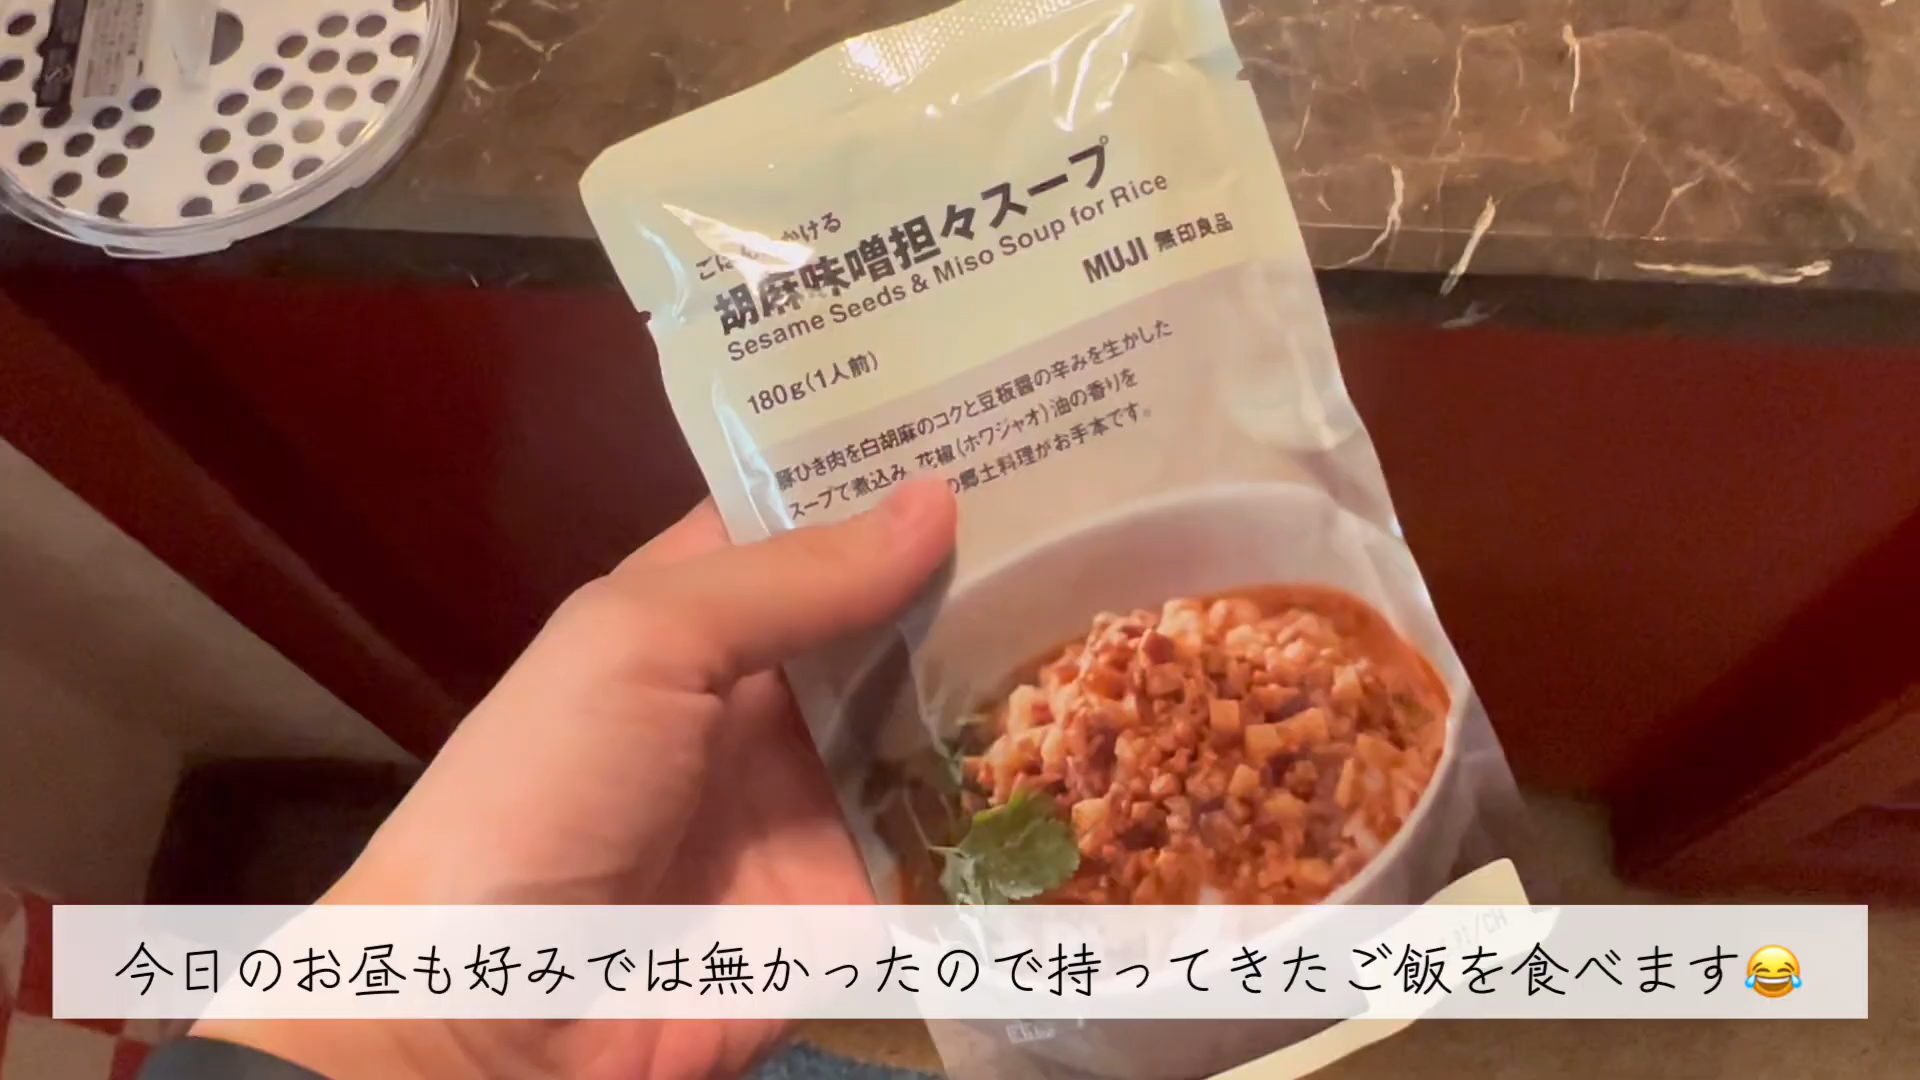 かける
胡麻味噌担々スープ
Sesame Seeds & Miso Soup for Rice
MUJI 無印良品
180g(1人前)
豚ひき肉を白胡麻のコクと豆板醤の辛みを生かした
スープで煮込み、花椒(ホワジャオ)油の香りを
の郷土料理がお手本です。
今日のお昼も好みでは無かったので持ってきたご飯を食べます😂